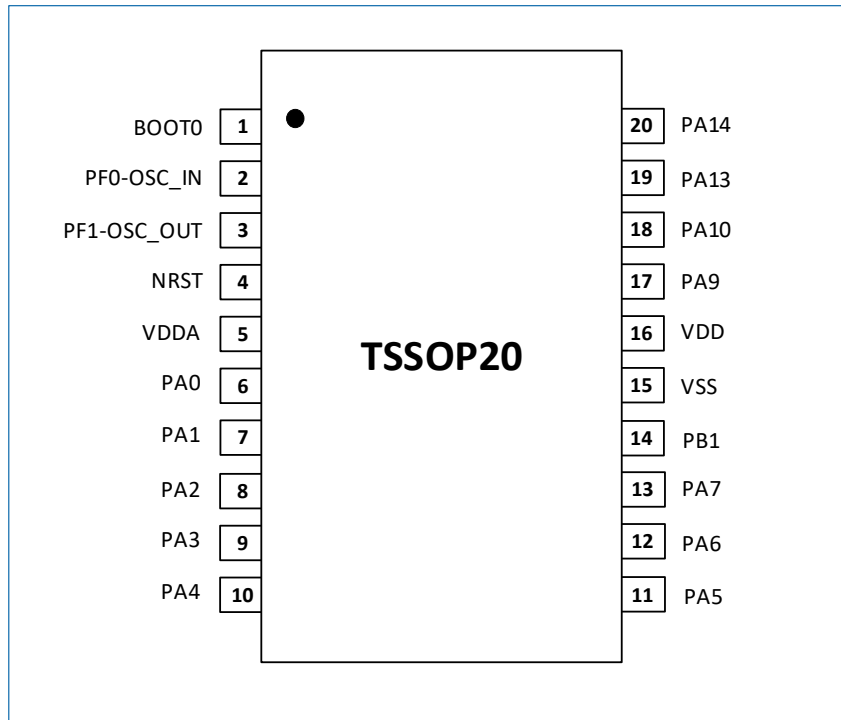 BOOT0 1
PF0-OSC_IN 2
PF1-OSC_OUT 3
NRST 4
VDDA 5
PA0 6
PA1 7
PA2 8
PA3 9
PA4 10
TSSOP20
20 PA14
19 PA13
18 PA10
17 PA9
16 VDD
15 VSS
14 PB1
13 PA7
12 PA6
11 PA5